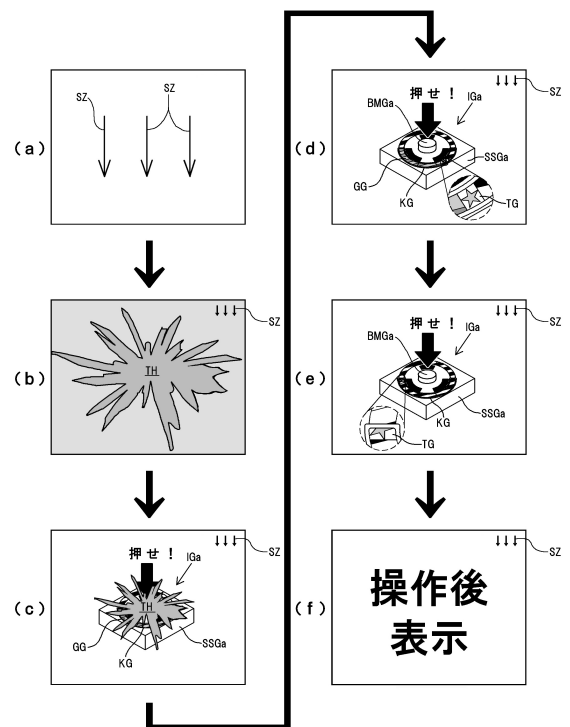 (a)
SZ
SZ
(b)
TH
SZ
(c)
押せ！
IGa
TH
GG
KG
SSGa
SZ
(d)
押せ！
BMGa
IGa
SSGa
GG
KG
TG
SZ
(e)
押せ！
BMGa
IGa
SSGa
KG
TG
SZ
(f)
操作後
表示
SZ